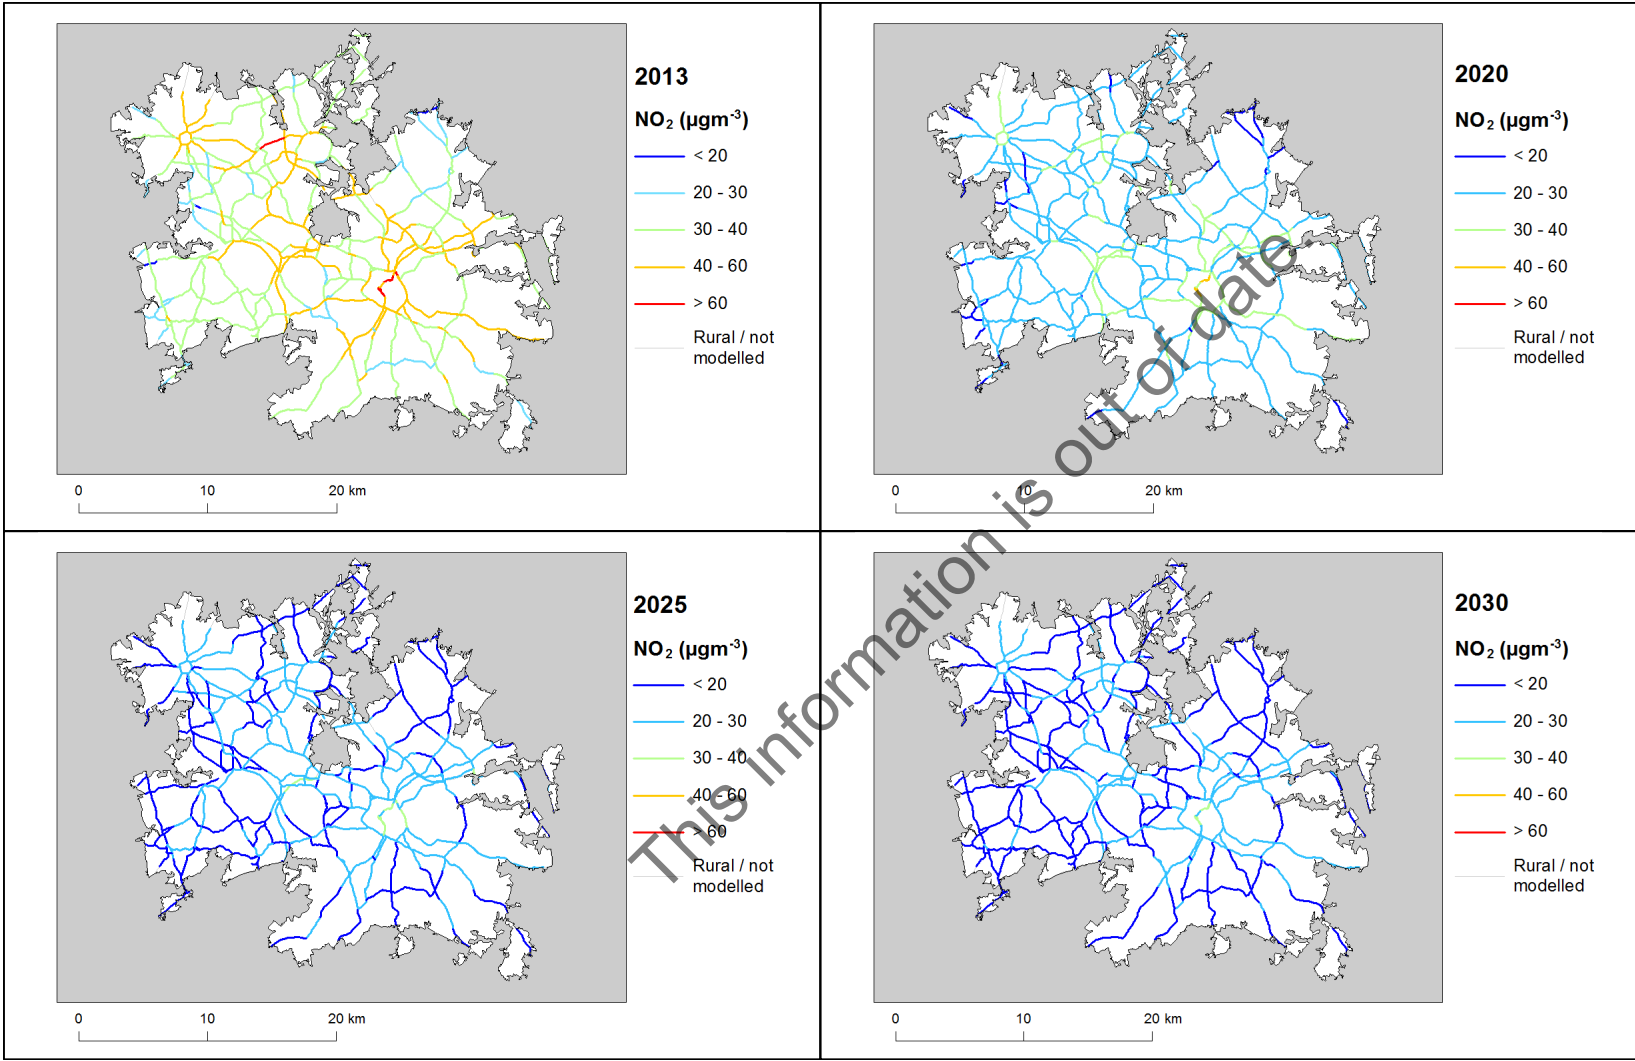 2013
NO₂ (µgm⁻³)
< 20
20 - 30
30 - 40
40 - 60
> 60
Rural / not
modelled
0 10 20 km
2020
NO₂ (µgm⁻³)
< 20
20 - 30
30 - 40
40 - 60
> 60
Rural / not
modelled
0 10 20 km
2025
NO₂ (µgm⁻³)
< 20
20 - 30
30 - 40
40 - 60
> 60
Rural / not
modelled
0 10 20 km
2030
NO₂ (µgm⁻³)
< 20
20 - 30
30 - 40
40 - 60
> 60
Rural / not
modelled
0 10 20 km
This information is out of date.